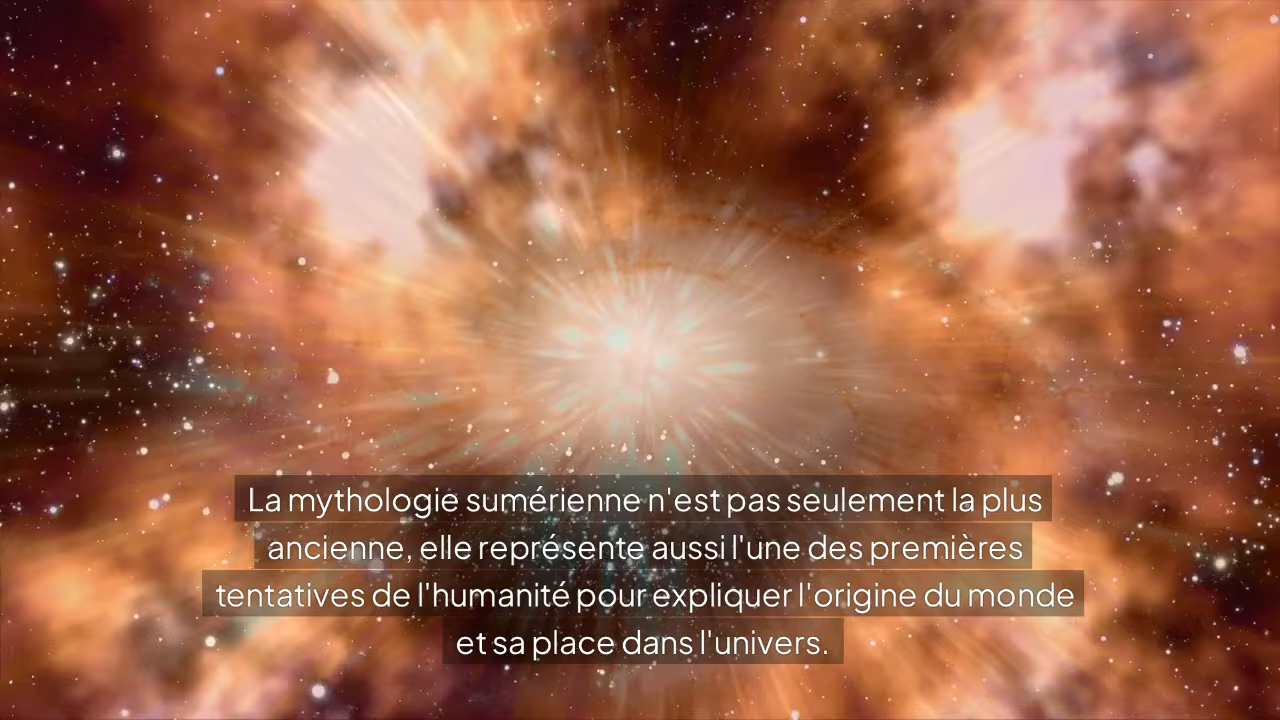 La mythologie sumérienne n'est pas seulement la plus
ancienne, elle représente aussi l'une des premières
tentatives de l'humanité pour expliquer l'origine du monde
et sa place dans l'univers.